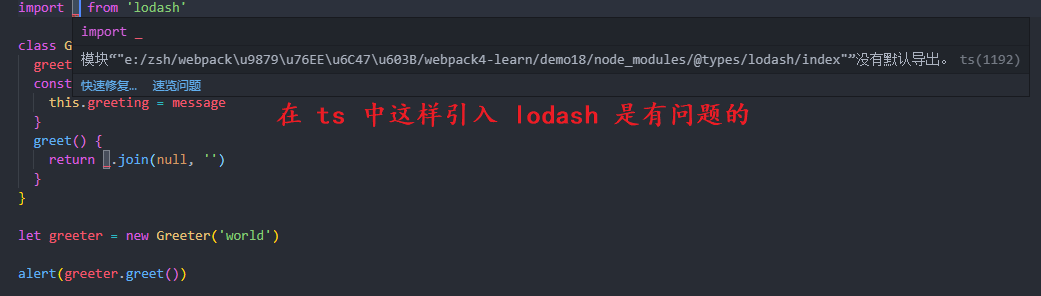 import _ from 'lodash'
import _
class G
模块“"e:/zsh/webpack\u9879\u76EE\u6C47\u603B/webpack4-learn/demo18/node_modules/@types/lodash/index"”没有默认导出。 ts(1192)
greet
快速修复... 速览问题
const
this.greeting = message
在 ts 中这样引入 lodash 是有问题的
}
greet() {
return _.join(null, '')
}
}
let greeter = new Greeter('world')
alert(greeter.greet())